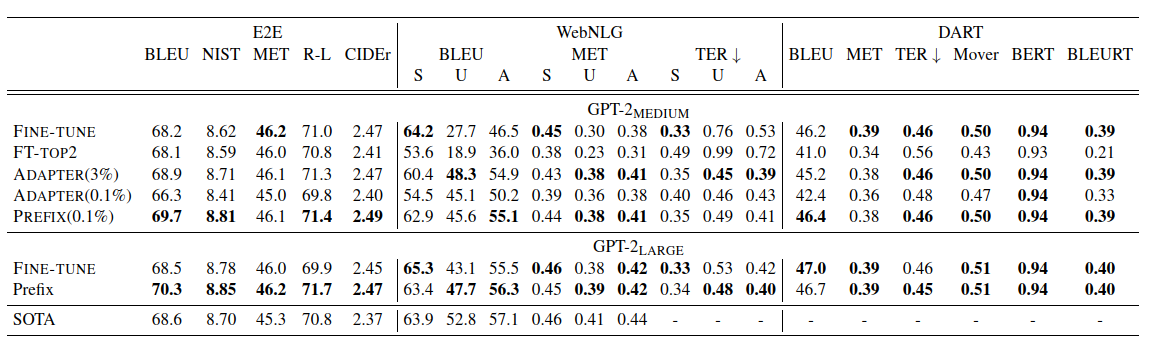 E2E WebNLG DART
BLEU NIST MET R-L CIDEr BLEU MET TER ↓ BLEU MET TER ↓ Mover BERT BLEURT
S U A S U A S U A
GPT-2MEDIUM
FINE-TUNE 68.2 8.62 46.2 71.0 2.47 64.2 27.7 46.5 0.45 0.30 0.38 0.33 0.76 0.53 46.2 0.39 0.46 0.50 0.94 0.39
FT-TOP2 68.1 8.59 46.0 70.8 2.41 53.6 18.9 36.0 0.38 0.23 0.31 0.49 0.99 0.72 41.0 0.34 0.56 0.43 0.93 0.21
ADAPTER(3%) 68.9 8.71 46.1 71.3 2.47 60.4 48.3 54.9 0.43 0.38 0.41 0.35 0.45 0.39 45.2 0.38 0.46 0.50 0.94 0.39
ADAPTER(0.1%) 66.3 8.41 45.0 69.8 2.40 54.5 45.1 50.2 0.39 0.36 0.38 0.40 0.46 0.43 42.4 0.36 0.48 0.47 0.94 0.33
PREFIX(0.1%) 69.7 8.81 46.1 71.4 2.49 62.9 45.6 55.1 0.44 0.38 0.41 0.35 0.49 0.41 46.4 0.38 0.46 0.50 0.94 0.39
GPT-2LARGE
FINE-TUNE 68.5 8.78 46.0 69.9 2.45 65.3 43.1 55.5 0.46 0.38 0.42 0.33 0.53 0.42 47.0 0.39 0.46 0.51 0.94 0.40
Prefix 70.3 8.85 46.2 71.7 2.47 63.4 47.7 56.3 0.45 0.39 0.42 0.34 0.48 0.40 46.7 0.39 0.45 0.51 0.94 0.40
SOTA 68.6 8.70 45.3 70.8 2.37 63.9 52.8 57.1 0.46 0.41 0.44 - - - - - - - - -